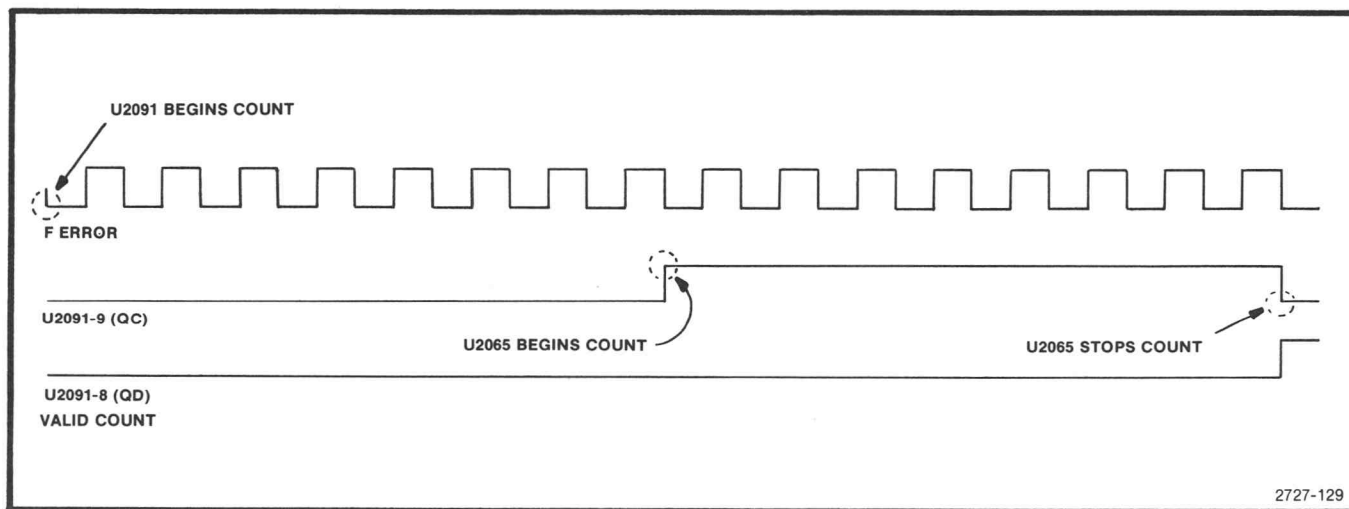 U2091 BEGINS COUNT
F ERROR
U2091-9 (QC)
U2065 BEGINS COUNT
U2065 STOPS COUNT
U2091-8 (QD)
VALID COUNT
2727-129